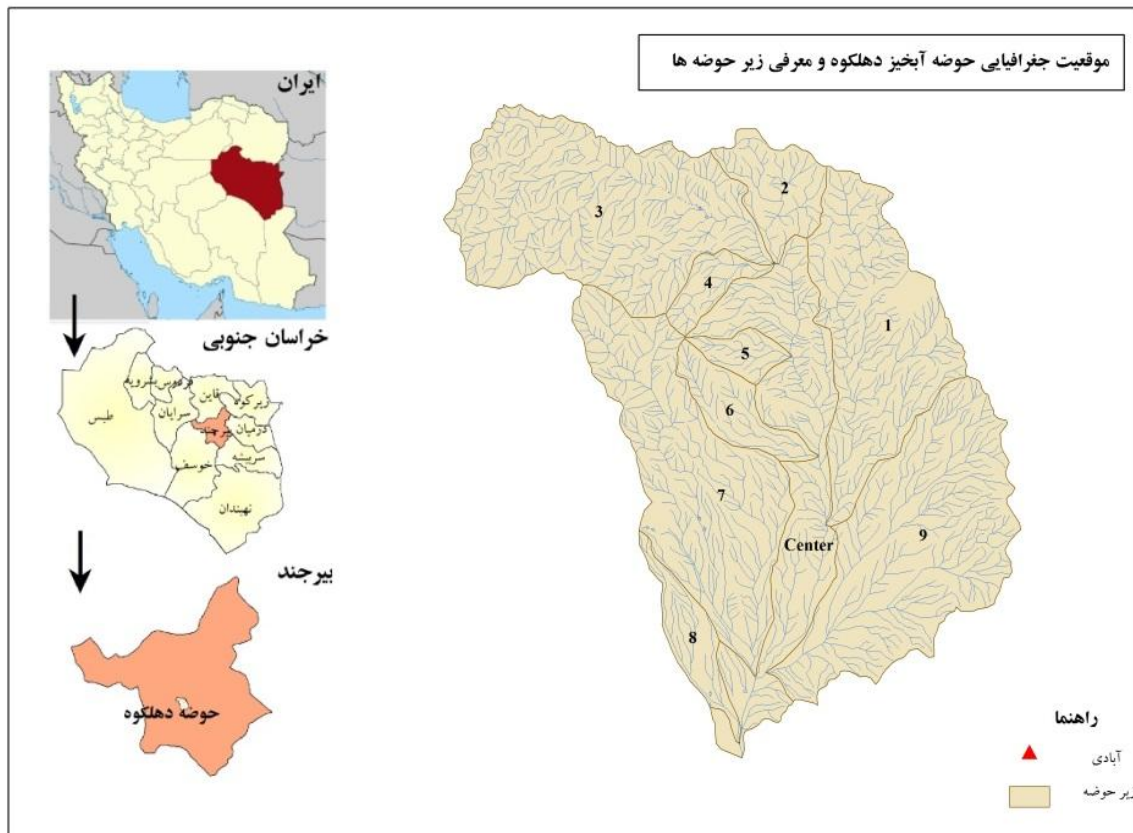 موقعیت جغرافیایی حوضه آبخیز دهلکوه و معرفی زیر حوضه ها
ایران
خراسان جنوبی
طبس
بشرویه
فردوس
سرایان
قاین
زیرکوه
بیرجند
درمیان
خوسف
سربیشه
نهبندان
بیرجند
حوضه دهلکوه
2
3
4
1
5
6
7
9
Center
8
راهنما
آبادی
زیر حوضه